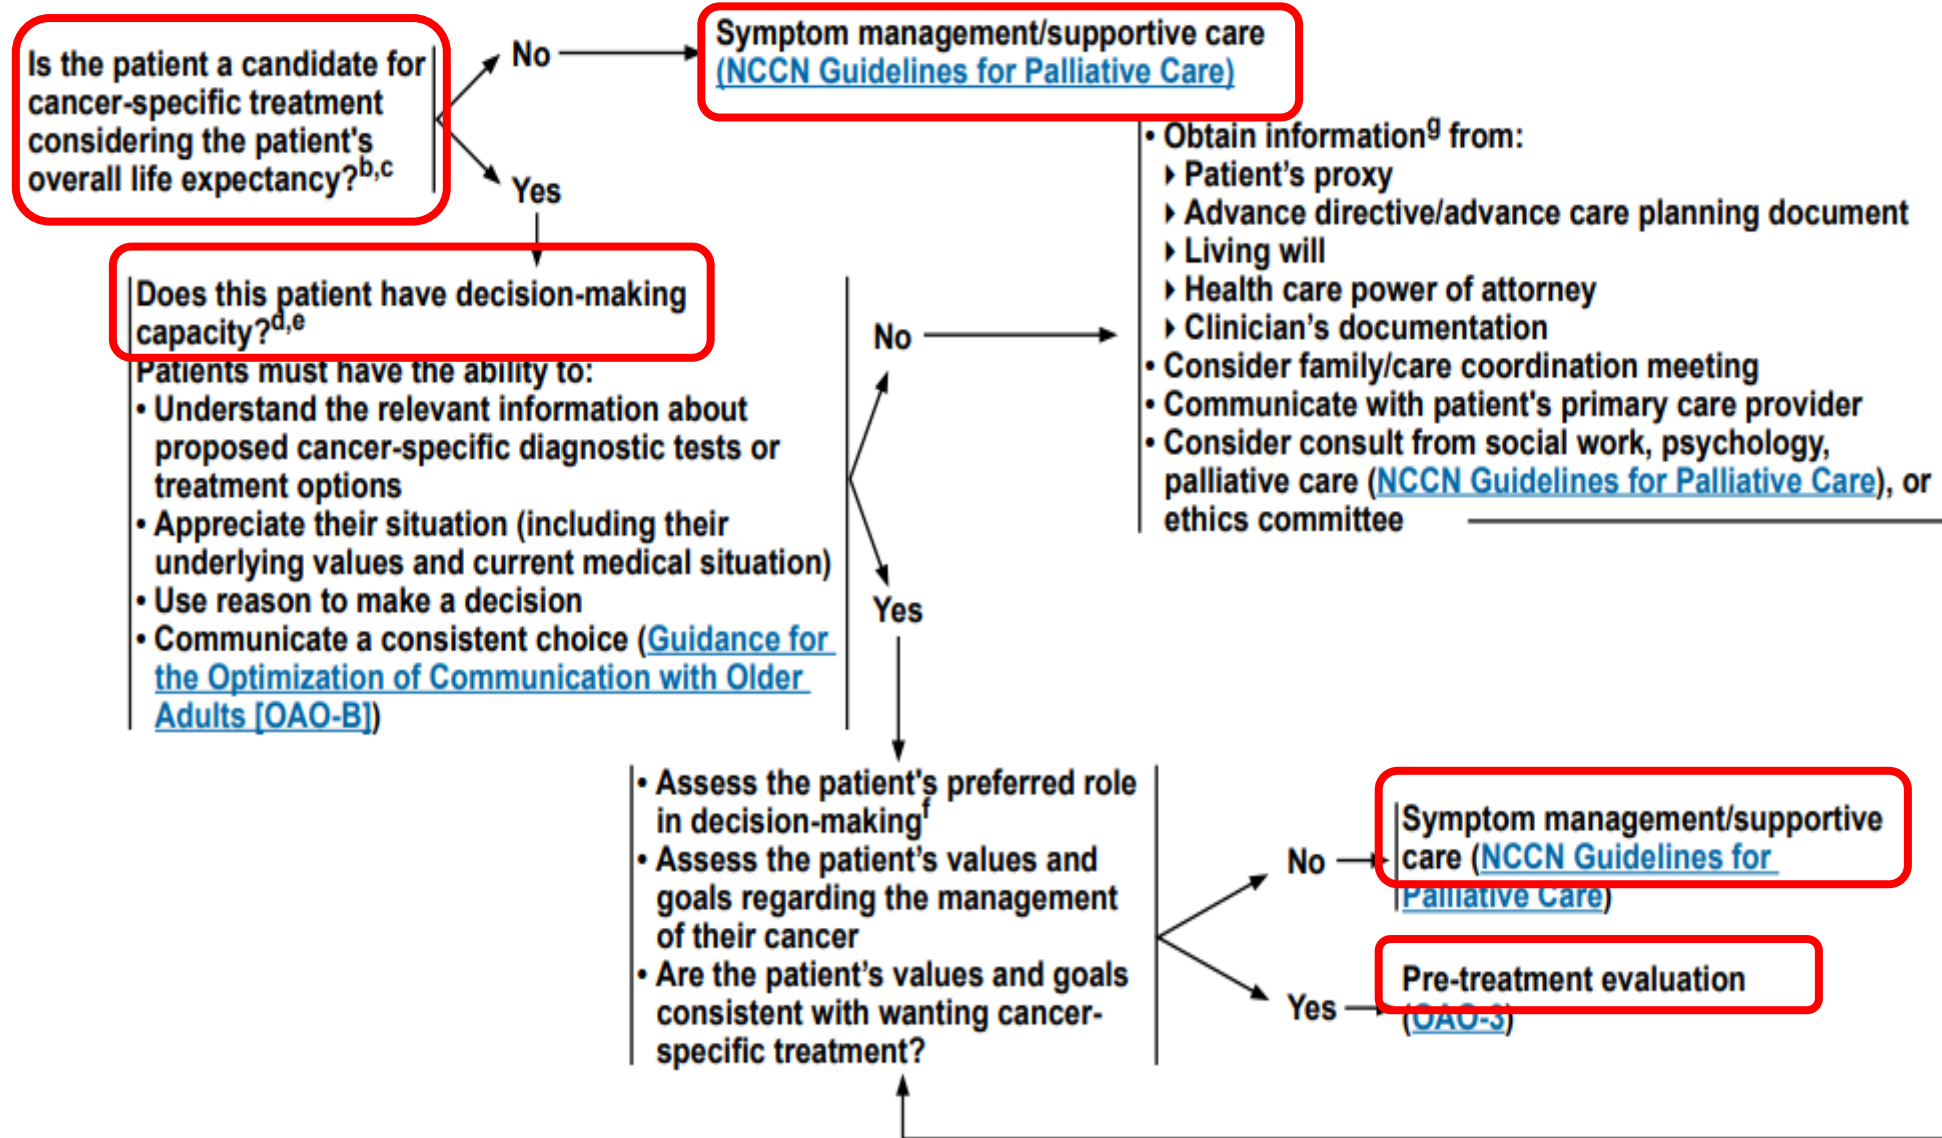 Is the patient a candidate for
cancer-specific treatment
considering the patient's
overall life expectancy?b,c
No
Symptom management/supportive care
(NCCN Guidelines for Palliative Care)
Yes
Does this patient have decision-making
capacity?d,e
Patients must have the ability to:
• Understand the relevant information about
proposed cancer-specific diagnostic tests or
treatment options
• Appreciate their situation (including their
underlying values and current medical situation)
• Use reason to make a decision
• Communicate a consistent choice (Guidance for
the Optimization of Communication with Older
Adults [OAO-B])
No
• Obtain informationg from:
▸ Patient’s proxy
▸ Advance directive/advance care planning document
▸ Living will
▸ Health care power of attorney
▸ Clinician’s documentation
• Consider family/care coordination meeting
• Communicate with patient's primary care provider
• Consider consult from social work, psychology,
palliative care (NCCN Guidelines for Palliative Care), or
ethics committee
Yes
• Assess the patient's preferred role
in decision-makingf
• Assess the patient’s values and
goals regarding the management
of their cancer
• Are the patient’s values and goals
consistent with wanting cancer-
specific treatment?
No
Symptom management/supportive
care (NCCN Guidelines for
Palliative Care)
Yes
Pre-treatment evaluation
(OAO-3)